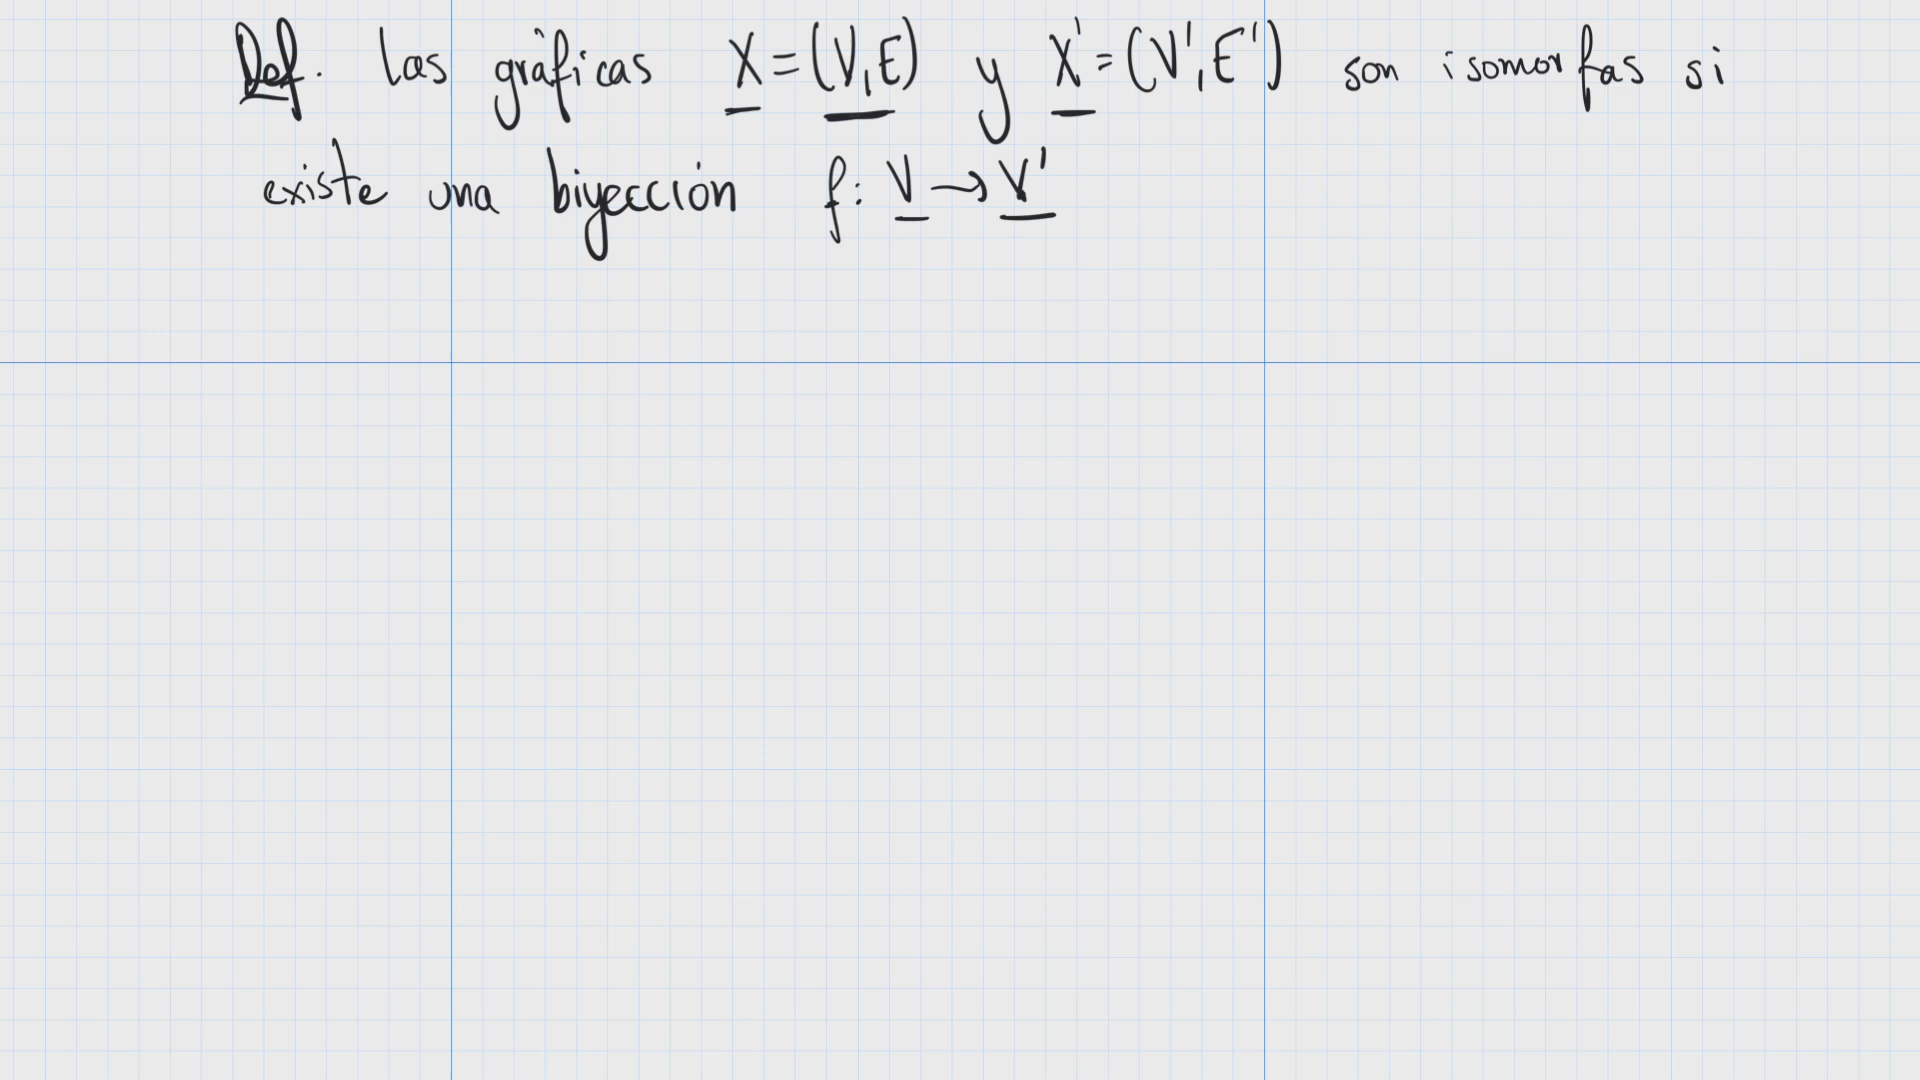 Def. Las gráficas X = (V, E) y X' = (V', E') son isomorfas si
existe una biyección f: V → V'